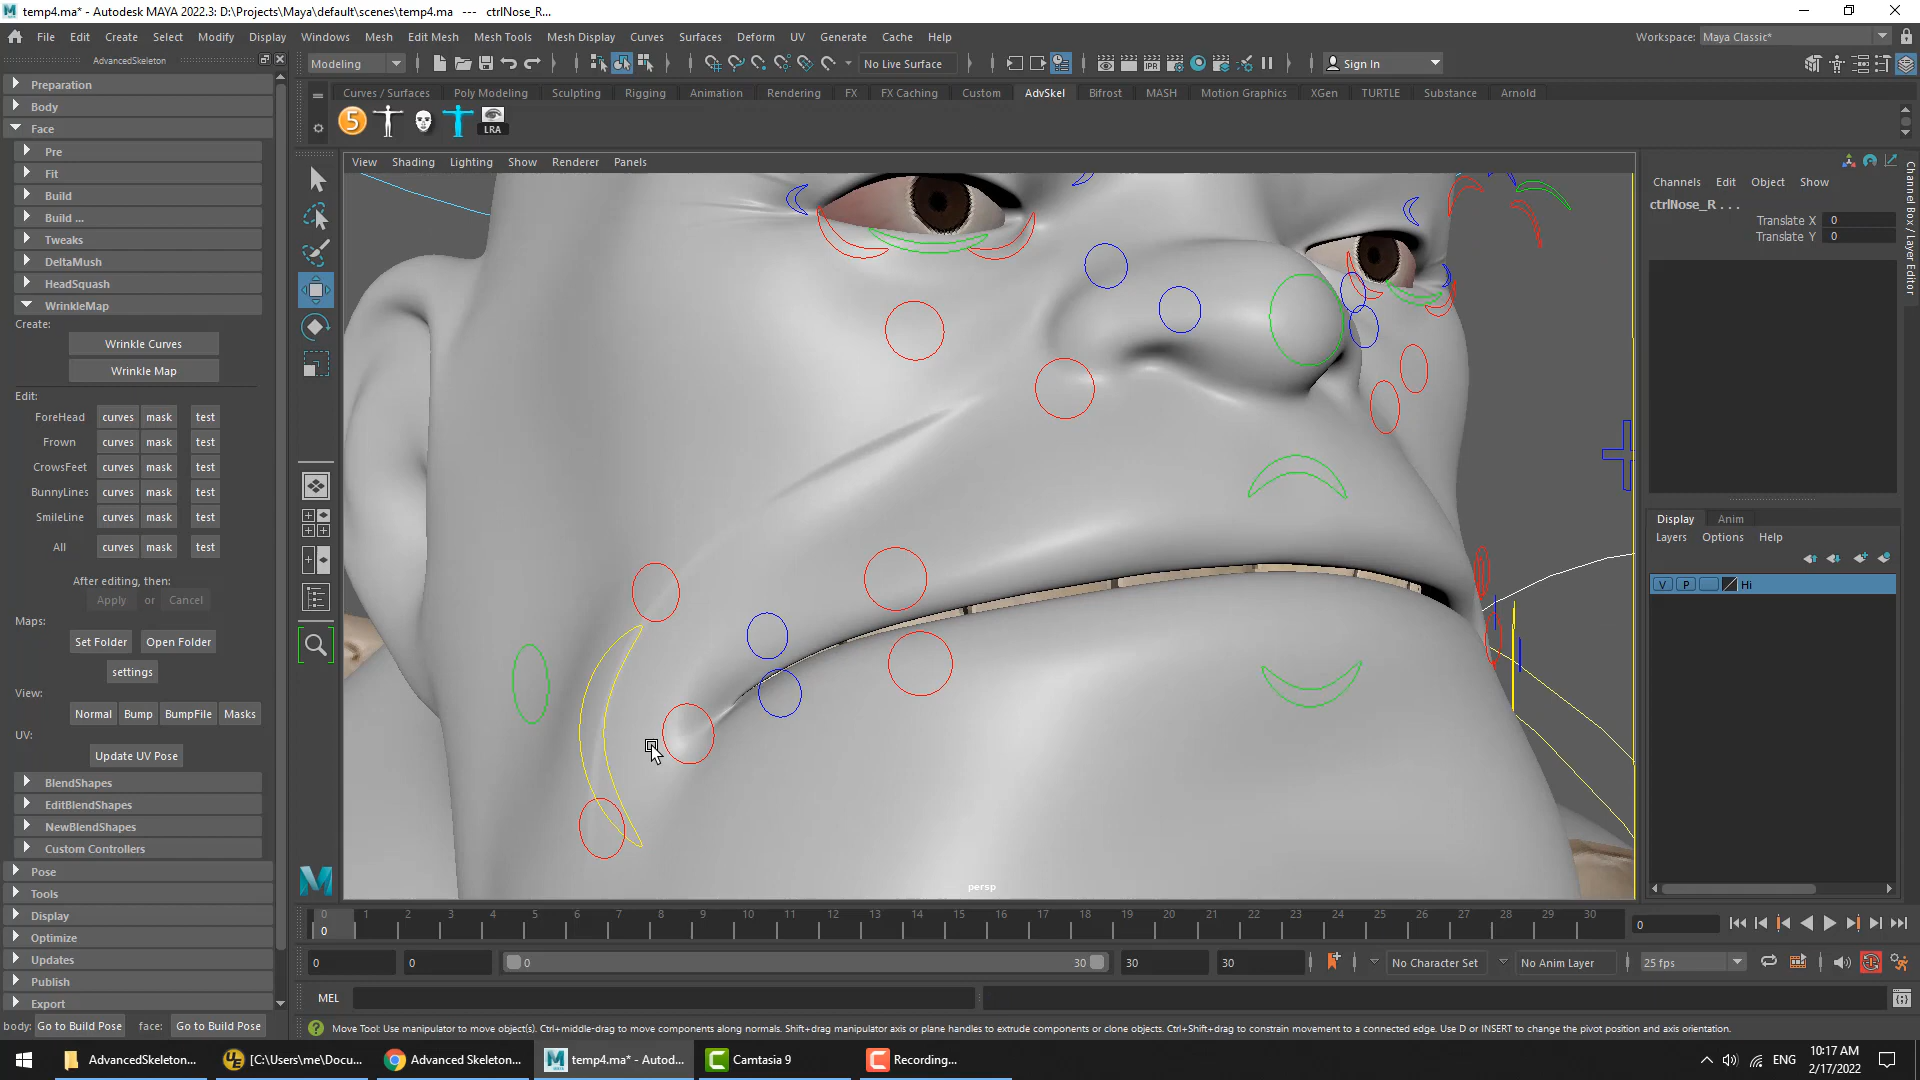 temp4.ma* - Autodesk MAYA 2022.3: D:\Projects\Maya\default\scenes\temp4.ma   ---   ctrlNose_R...
File Edit Create Select Modify Display Windows Mesh Edit Mesh Mesh Tools Mesh Display Curves Surfaces Deform UV Generate Cache Help
Workspace: Maya Classic*
AdvancedSkeleton
Modeling
No Live Surface
IPR
Sign In
Curves / Surfaces Poly Modeling Sculpting Rigging Animation Rendering FX FX Caching Custom AdvSkel Bifrost MASH Motion Graphics XGen TURTLE Substance Arnold
5
LRA
Preparation
Body
Face
Pre
Fit
Build
Build ...
Tweaks
DeltaMush
HeadSquash
WrinkleMap
Create:
Wrinkle Curves
Wrinkle Map
Edit:
ForeHead curves mask test
Frown curves mask test
CrowsFeet curves mask test
BunnyLines curves mask test
SmileLine curves mask test
All curves mask test
After editing, then:
Apply or Cancel
Maps:
Set Folder Open Folder
settings
View:
Normal Bump BumpFile Masks
UV:
Update UV Pose
BlendShapes
EditBlendShapes
NewBlendShapes
Custom Controllers
Pose
Tools
Display
Optimize
Updates
Publish
Export
body: Go to Build Pose face: Go to Build Pose
View Shading Lighting Show Renderer Panels
persp
Channels Edit Object Show
ctrlNose_R . . .
Translate X 0
Translate Y 0
Channel Box / Layer Editor
Display Anim
Layers Options Help
V P Hi
0 1 2 3 4 5 6 7 8 9 10 11 12 13 14 15 16 17 18 19 20 21 22 23 24 25 26 27 28 29 30
0
0
0 0 0 30 30 30
No Character Set
No Anim Layer
25 fps
MEL
Move Tool: Use manipulator to move object(s). Ctrl+middle-drag to move components along normals. Shift+drag manipulator axis or plane handles to extrude components or clone objects. Ctrl+Shift+drag to constrain movement to a connected edge. Use D or INSERT to change the pivot position and axis orientation.
AdvancedSkeleton...
[C:\Users\me\Docu...
Advanced Skeleton...
temp4.ma* - Autod...
Camtasia 9
Recording...
ENG
10:17 AM
2/17/2022